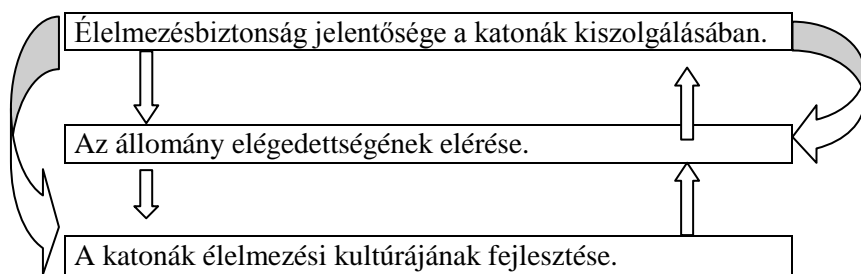 Élelmezésbiztonság jelentősége a katonák kiszolgálásában.
Az állomány elégedettségének elérése.
A katonák élelmezési kultúrájának fejlesztése.